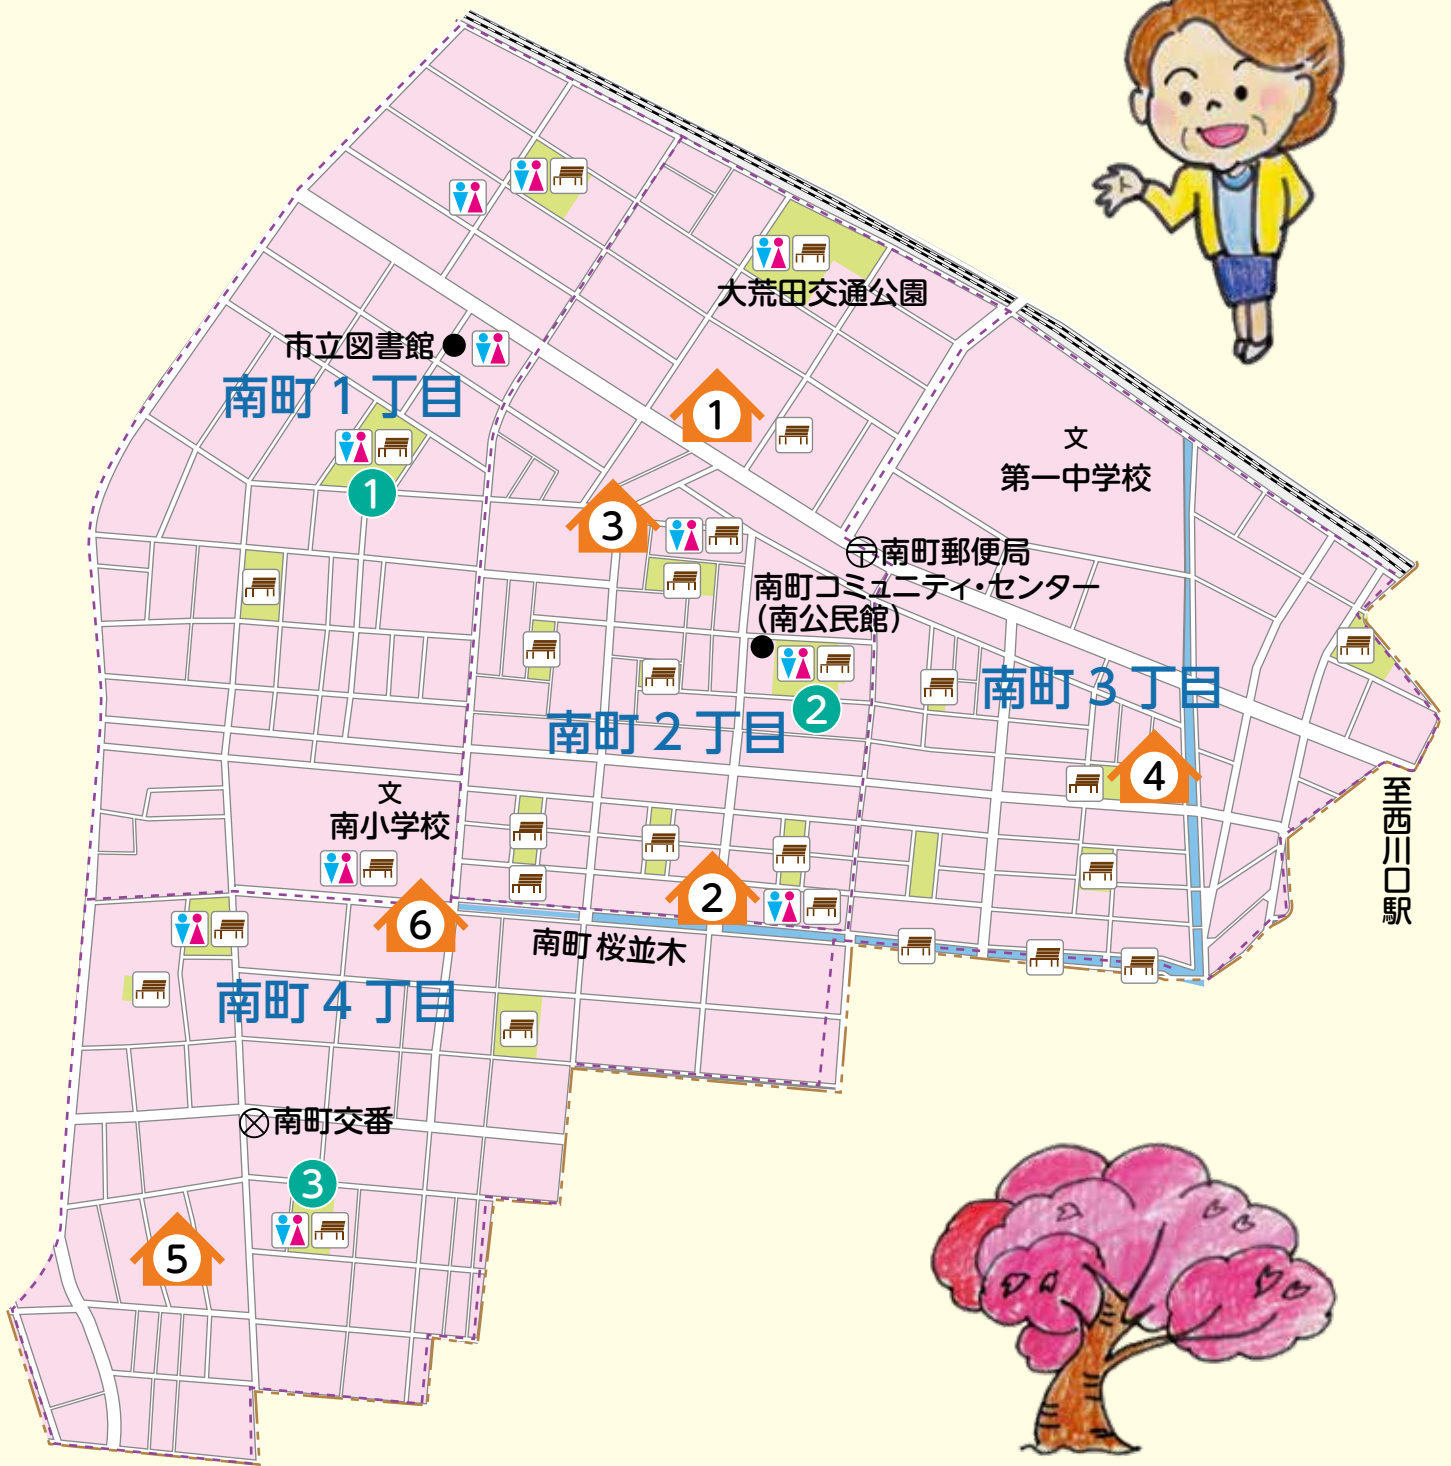 大荒田交通公園
市立図書館
南町1丁目
1
1
文
第一中学校
3
〒南町郵便局
南町コミュニティ・センター
（南公民館）
南町3丁目
2
南町2丁目
4
文
南小学校
至西川口駅
2
6
南町桜並木
南町4丁目
南町交番
3
5